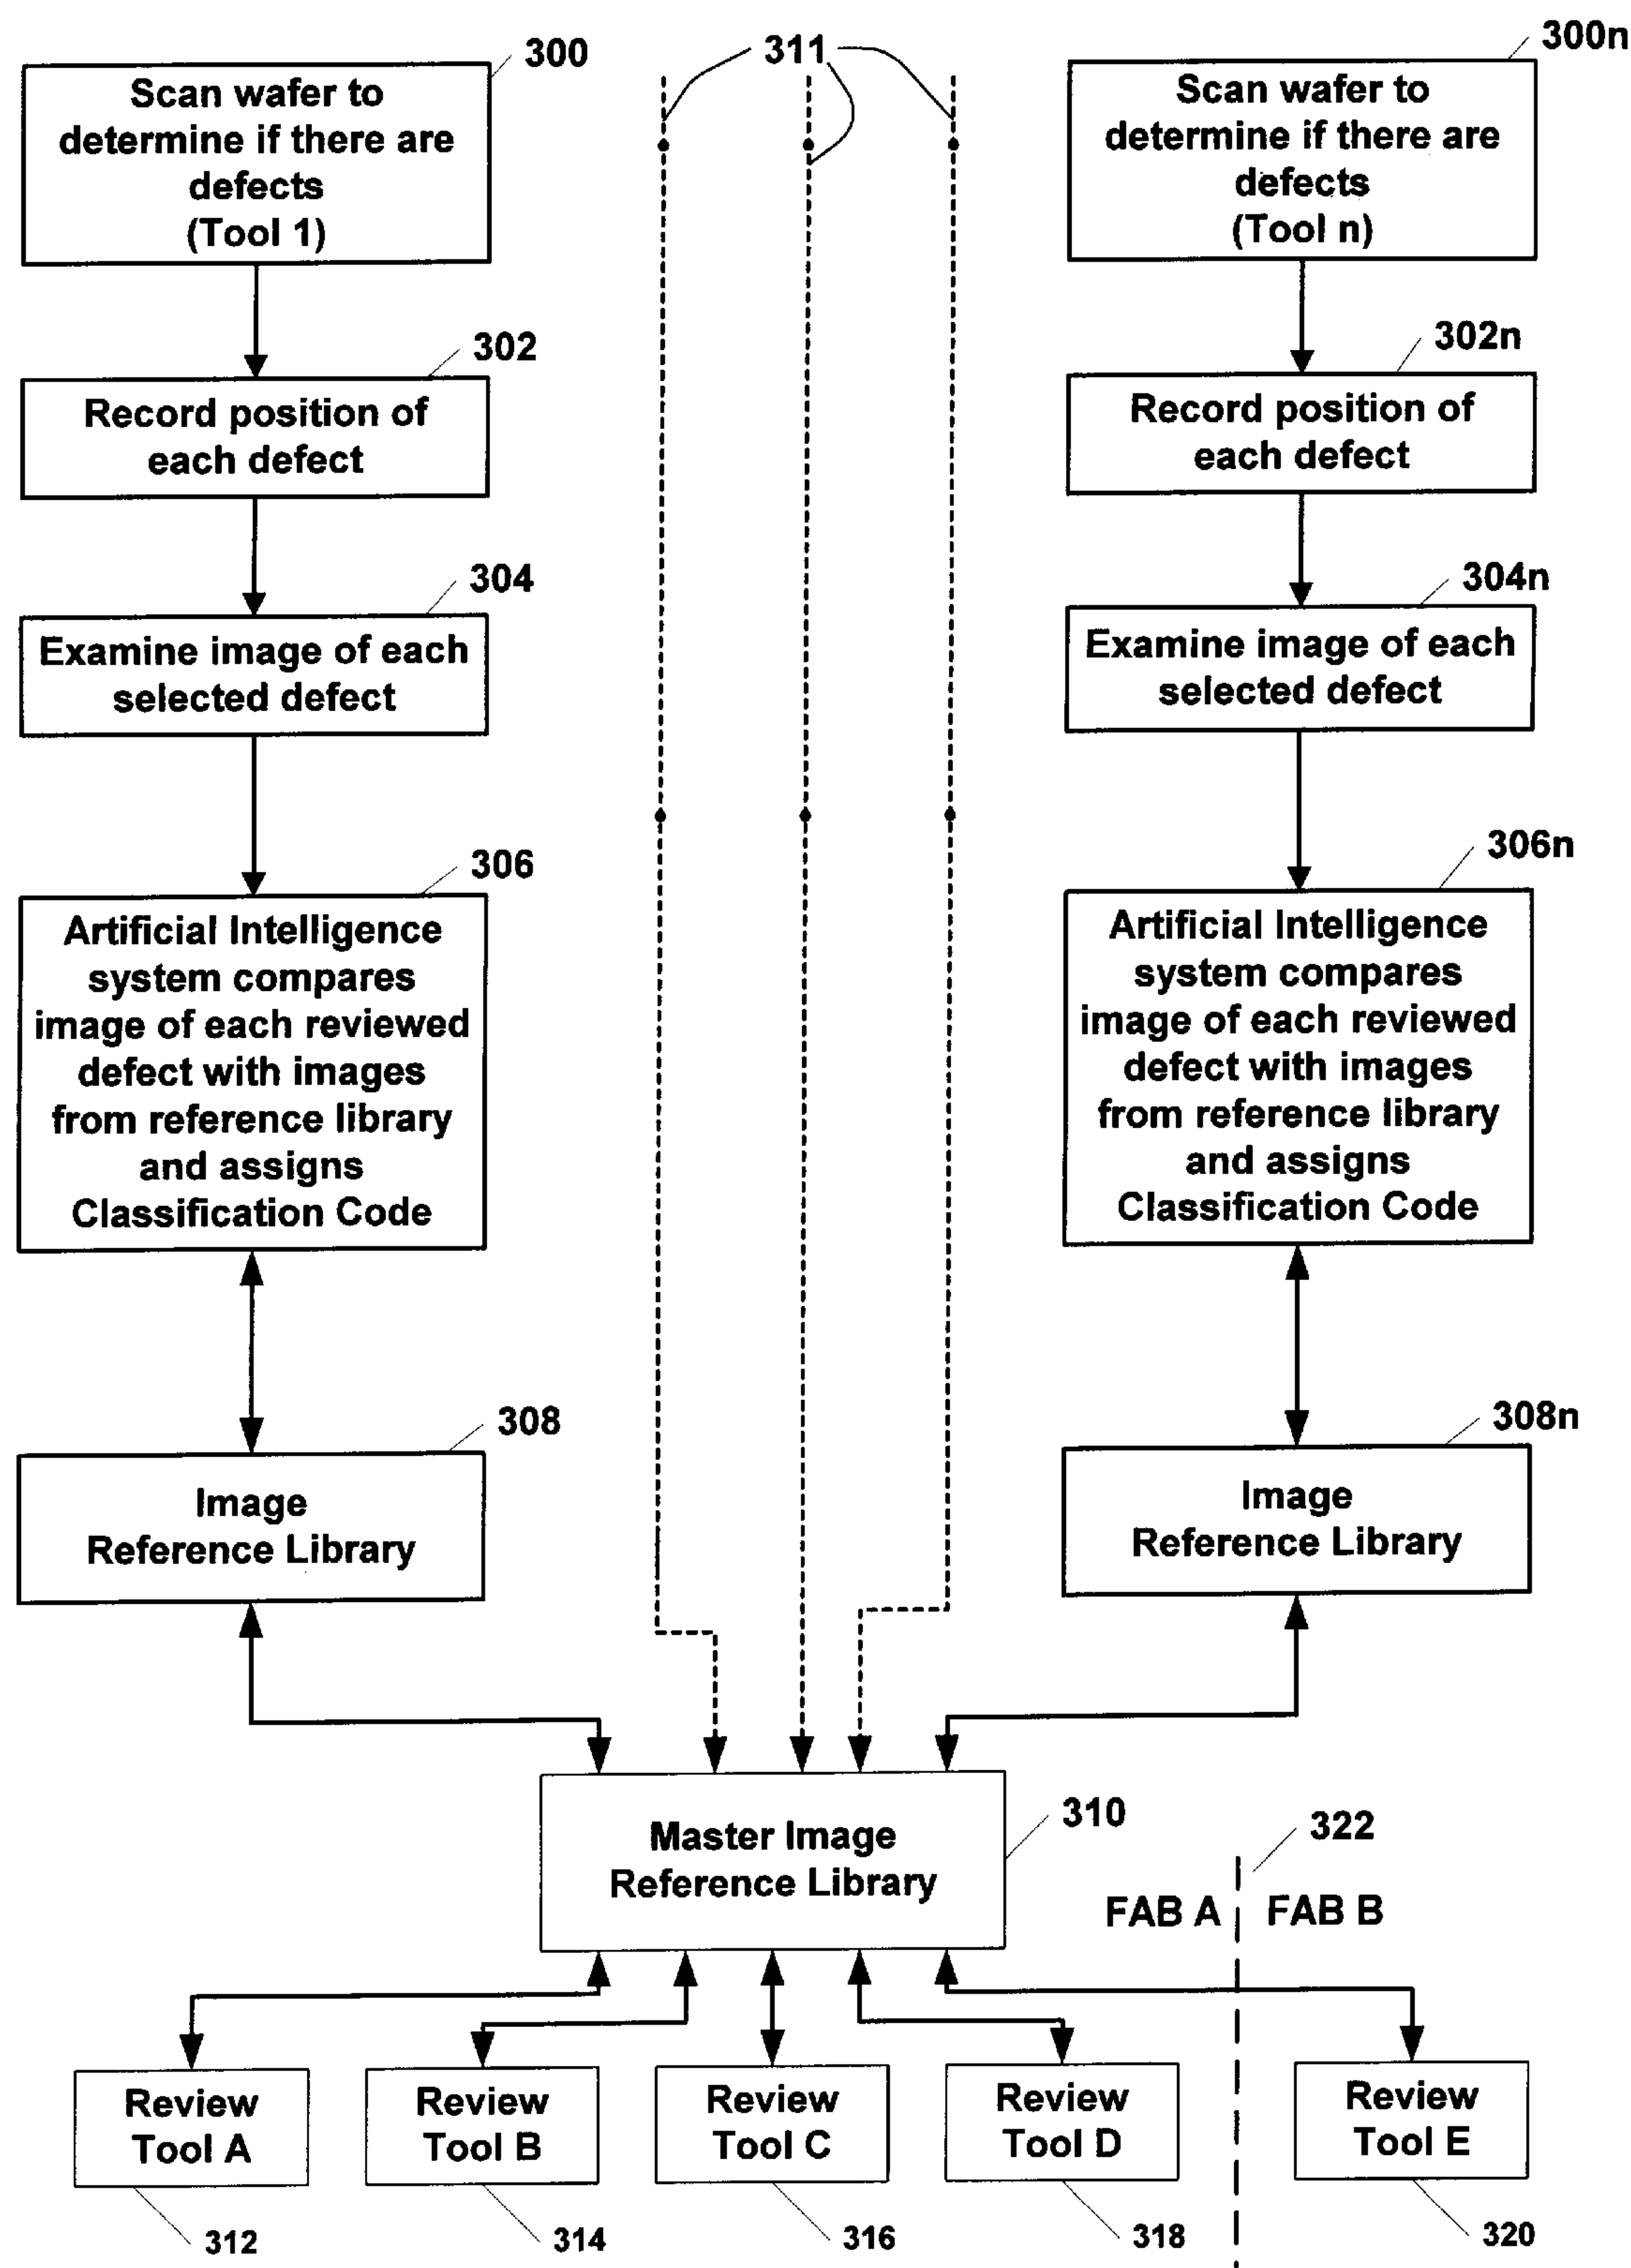 300
Scan wafer to
determine if there are
defects
(Tool 1)
302
Record position of
each defect
304
Examine image of each
selected defect
306
Artificial Intelligence
system compares
image of each reviewed
defect with images
from reference library
and assigns
Classification Code
308
Image
Reference Library
311
300n
Scan wafer to
determine if there are
defects
(Tool n)
302n
Record position of
each defect
304n
Examine image of each
selected defect
306n
Artificial Intelligence
system compares
image of each reviewed
defect with images
from reference library
and assigns
Classification Code
308n
Image
Reference Library
310
Master Image
Reference Library
322
FAB A
FAB B
Review
Tool A
312
Review
Tool B
314
Review
Tool C
316
Review
Tool D
318
Review
Tool E
320